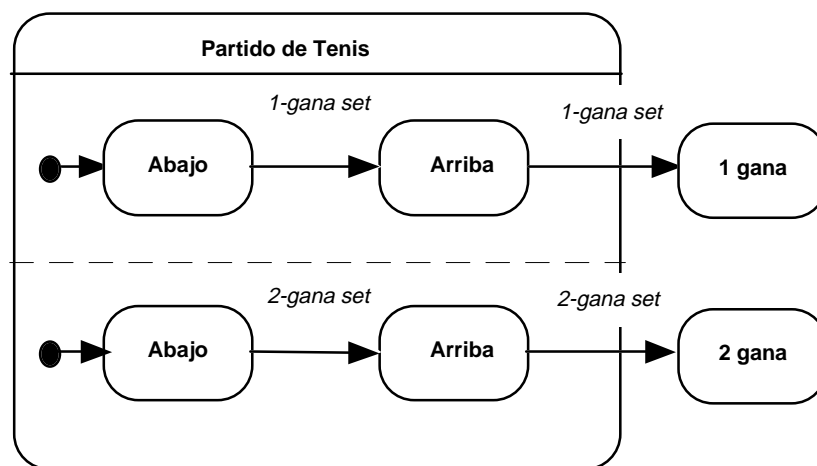 Partido de Tenis
1-gana set
1-gana set
Abajo
Arriba
1 gana
2-gana set
2-gana set
Abajo
Arriba
2 gana